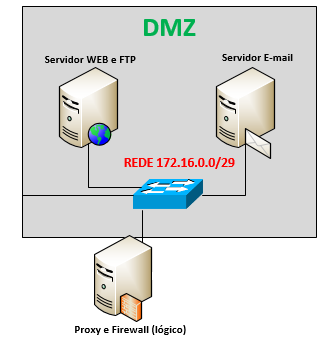 DMZ
Servidor WEB e FTP
Servidor E-mail
REDE 172.16.0.0/29
Proxy e Firewall (lógico)